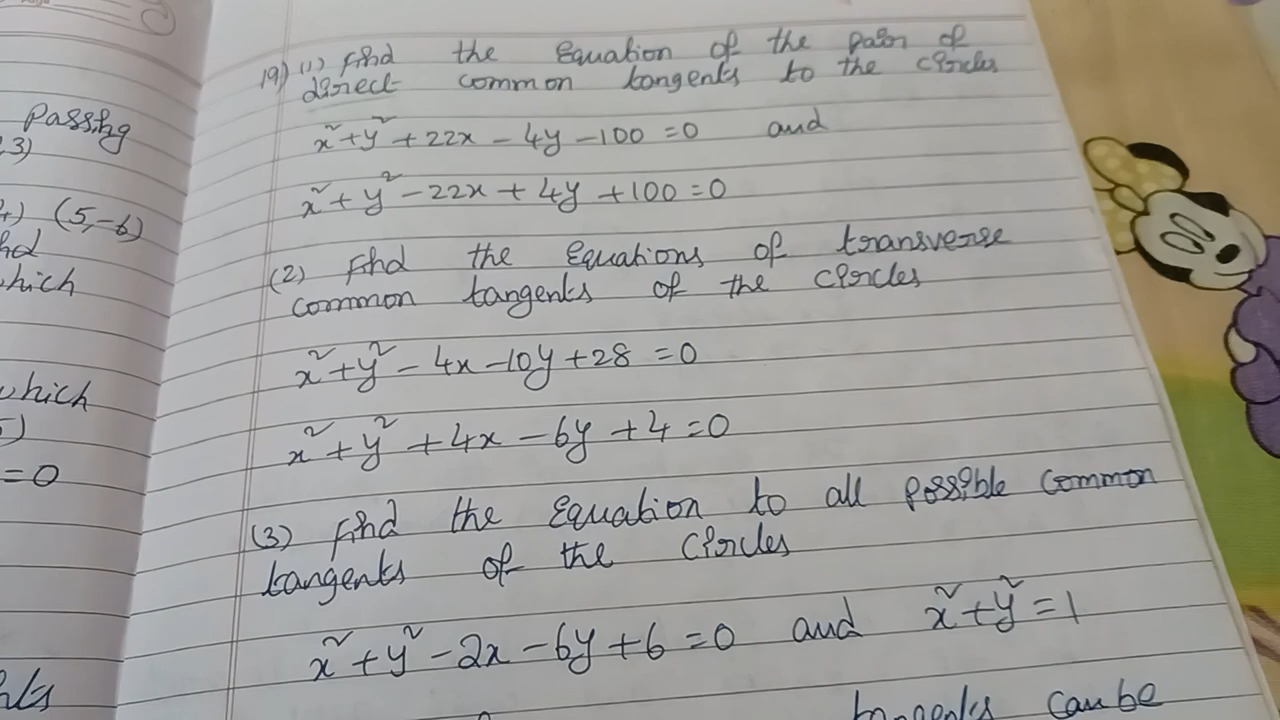 Passing
3)
(5,-6)
which
which
5)
=0
19) (1) Find the Equation of the pair of
direct common tangents to the circles
x²+y²+22x-4y-100=0 and
x²+y²-22x+4y+100=0
(2) Find the Equations of transverse
common tangents of the circles
x²+y²-4x-10y+28=0
x²+y²+4x-6y+4=0
(3) Find the Equation to all possible common
tangents of the circles
x²+y²-2x-6y+6=0 and x²+y²=1
tangents can be